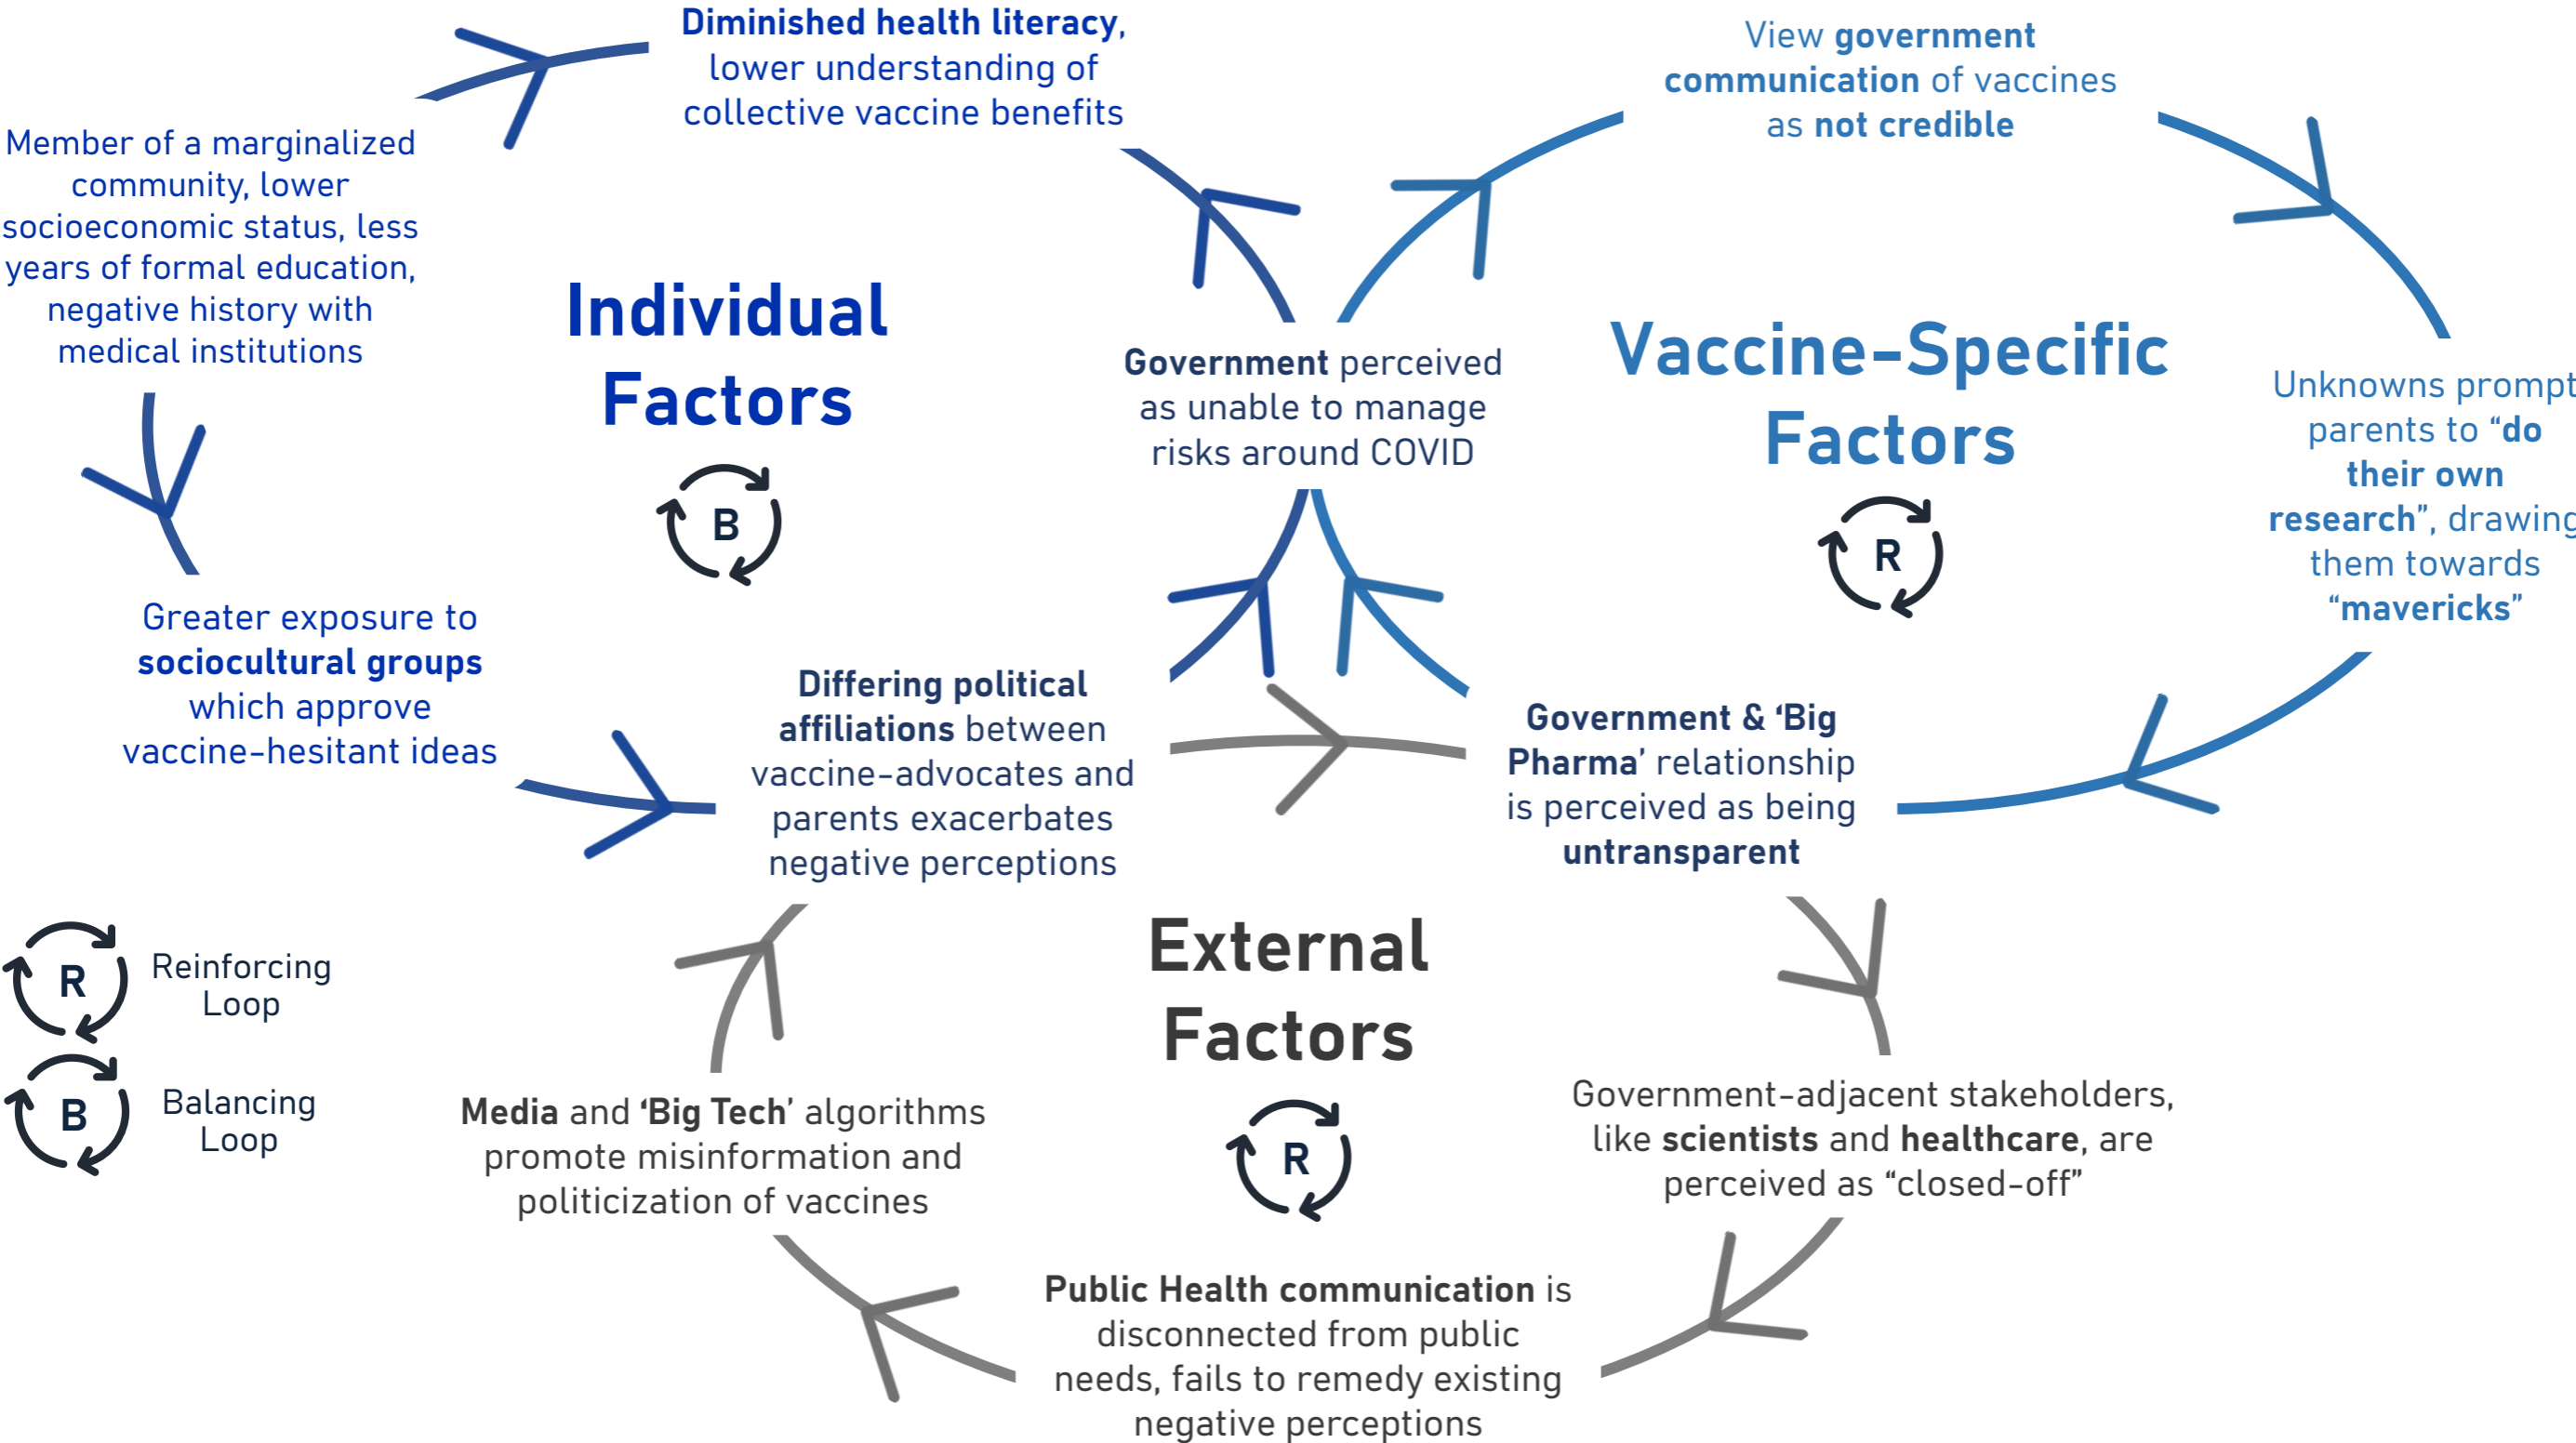 Diminished health literacy,
lower understanding of
collective vaccine benefits
View government
communication of vaccines
as not credible
Member of a marginalized
community, lower
socioeconomic status, less
years of formal education,
negative history with
medical institutions
Individual
Factors
B
Government perceived
as unable to manage
risks around COVID
Vaccine-Specific
Factors
R
Unknowns prompt
parents to “do
their own
research”, drawing
them towards
“mavericks”
Greater exposure to
sociocultural groups
which approve
vaccine-hesitant ideas
Differing political
affiliations between
vaccine-advocates and
parents exacerbates
negative perceptions
Government & ‘Big
Pharma’ relationship
is perceived as being
untransparent
External
Factors
R
R
Reinforcing
Loop
B
Balancing
Loop
Media and ‘Big Tech’ algorithms
promote misinformation and
politicization of vaccines
Government-adjacent stakeholders,
like scientists and healthcare, are
perceived as “closed-off”
Public Health communication is
disconnected from public
needs, fails to remedy existing
negative perceptions